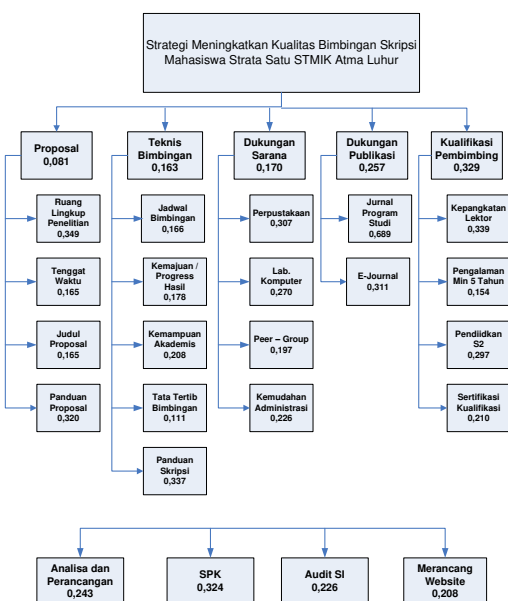 Strategi Meningkatkan Kualitas Bimbingan Skripsi
Mahasiswa Strata Satu STMIK Atma Luhur
Proposal
0,081
Teknis
Bimbingan
0,163
Dukungan
Sarana
0,170
Dukungan
Publikasi
0,257
Kualifikasi
Pembimbing
0,329
Ruang
Lingkup
Penelitian
0,349
Jadwal
Bimbingan
0,166
Perpustakaan
0,307
Jurnal
Program
Studi
0,689
Kepangkatan
Lektor
0,339
Tenggat
Waktu
0,165
Kemajuan /
Progress
Hasil
0,178
Lab.
Komputer
0,270
E-Journal
0,311
Pengalaman
Min 5 Tahun
0,154
Judul
Proposal
0,165
Kemampuan
Akademis
0,208
Peer – Group
0,197
Pendiidkan
S2
0,297
Panduan
Proposal
0,320
Tata Tertib
Bimbingan
0,111
Kemudahan
Administrasi
0,226
Sertifikasi
Kualifikasi
0,210
Panduan
Skripsi
0,337
Analisa dan
Perancangan
0,243
SPK
0,324
Audit SI
0,226
Merancang
Website
0,208